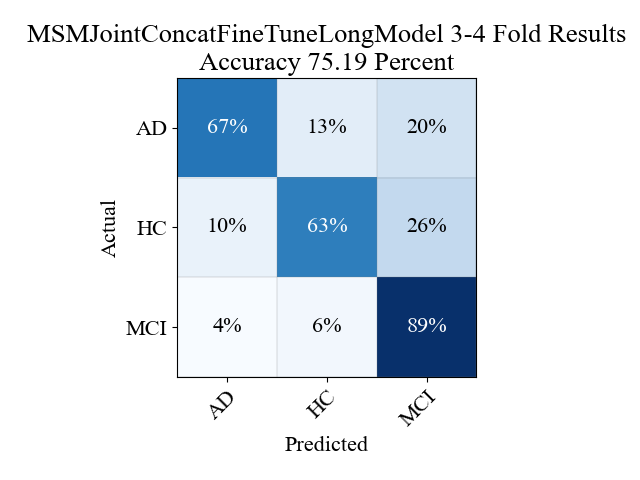 MSMJointConcatFineTuneLongModel 3-4 Fold Results
Accuracy 75.19 Percent
AD 67% 13% 20%
Actual
HC 10% 63% 26%
MCI 4% 6% 89%
AD HC MCI
Predicted